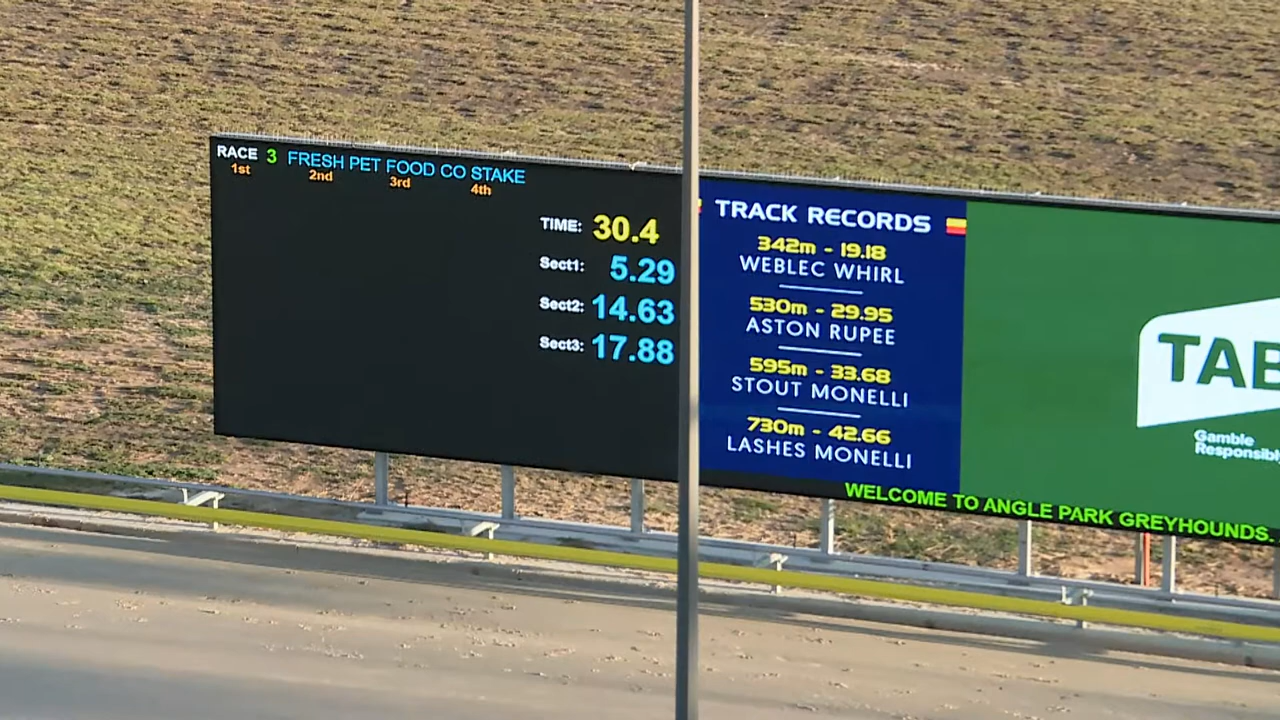 RACE 3 FRESH PET FOOD CO STAKE
1st 2nd 3rd 4th
TIME: 30.4
Sect1: 5.29
Sect2: 14.63
Sect3: 17.88
TRACK RECORDS
342m - 19.18
WEBLEC WHIRL
530m - 29.95
ASTON RUPEE
595m - 33.68
STOUT MONELLI
730m - 42.66
LASHES MONELLI
TAB
Gamble
Responsibly
WELCOME TO ANGLE PARK GREYHOUNDS.